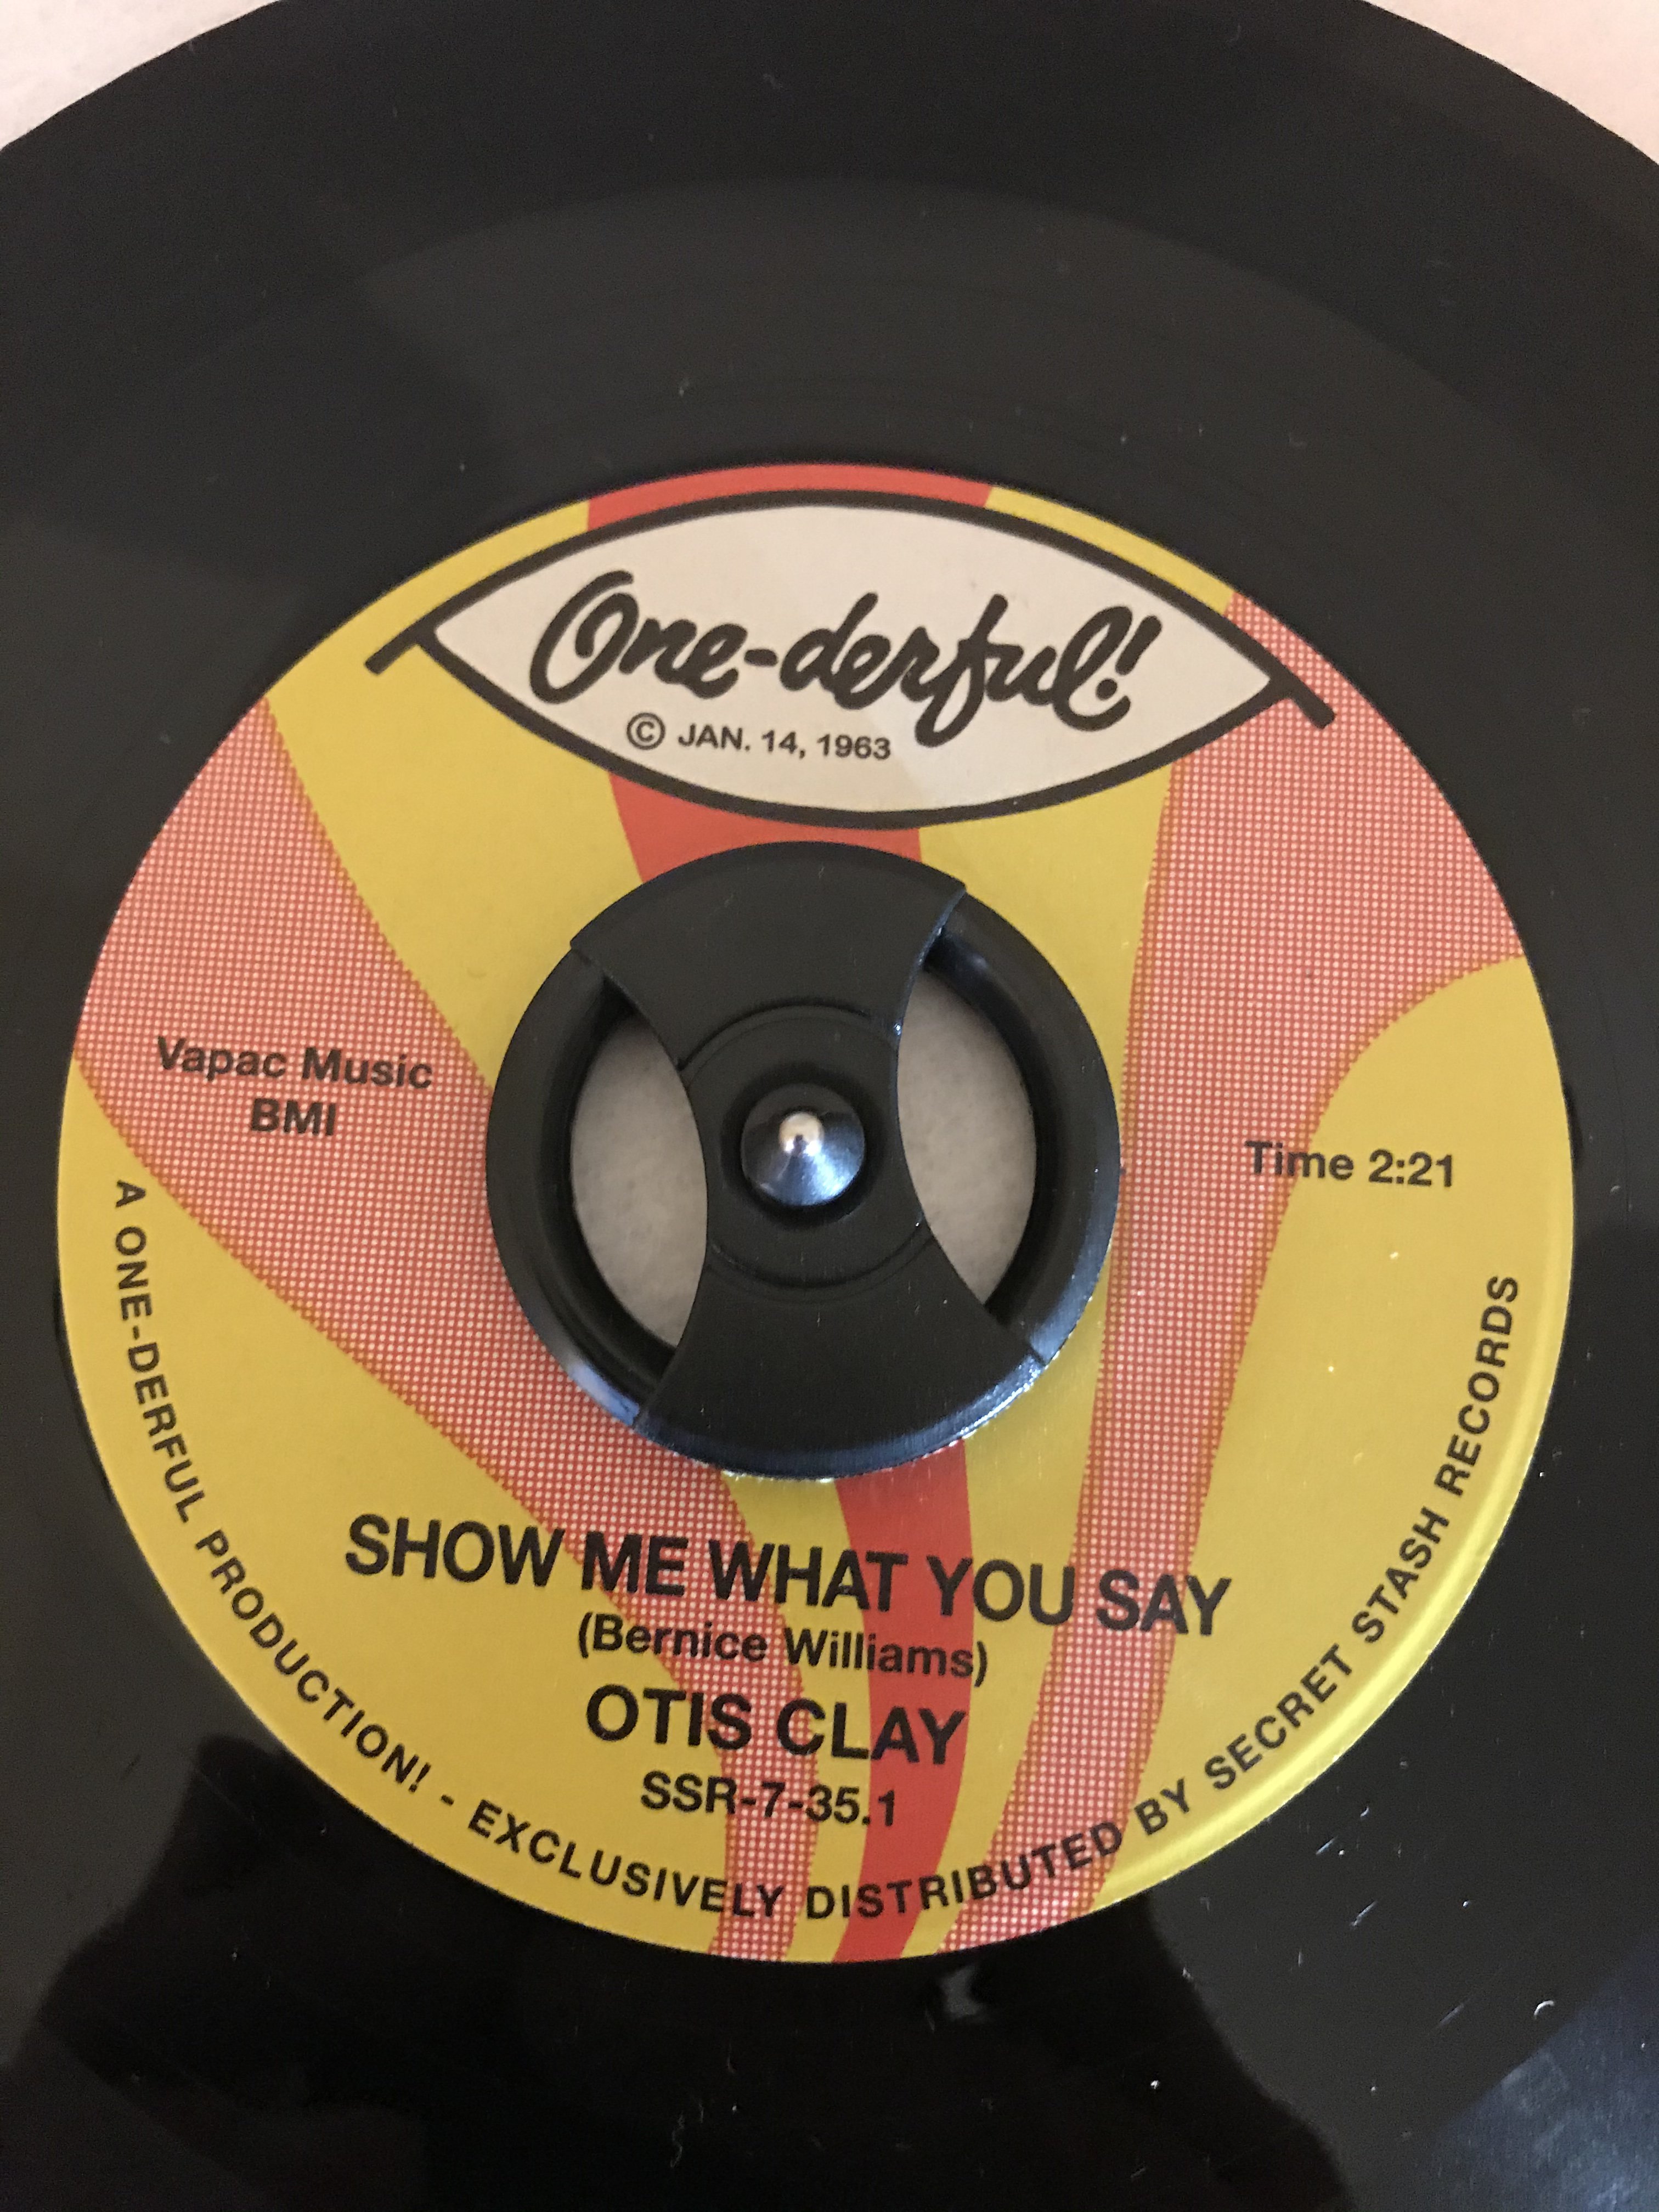 One-derful!
© JAN. 14, 1963
Vapac Music
BMI
Time 2:21
SHOW ME WHAT YOU SAY
(Bernice Williams)
OTIS CLAY
SSR-7-35.1
A ONE-DERFUL PRODUCTION! - EXCLUSIVELY DISTRIBUTED BY SECRET STASH RECORDS